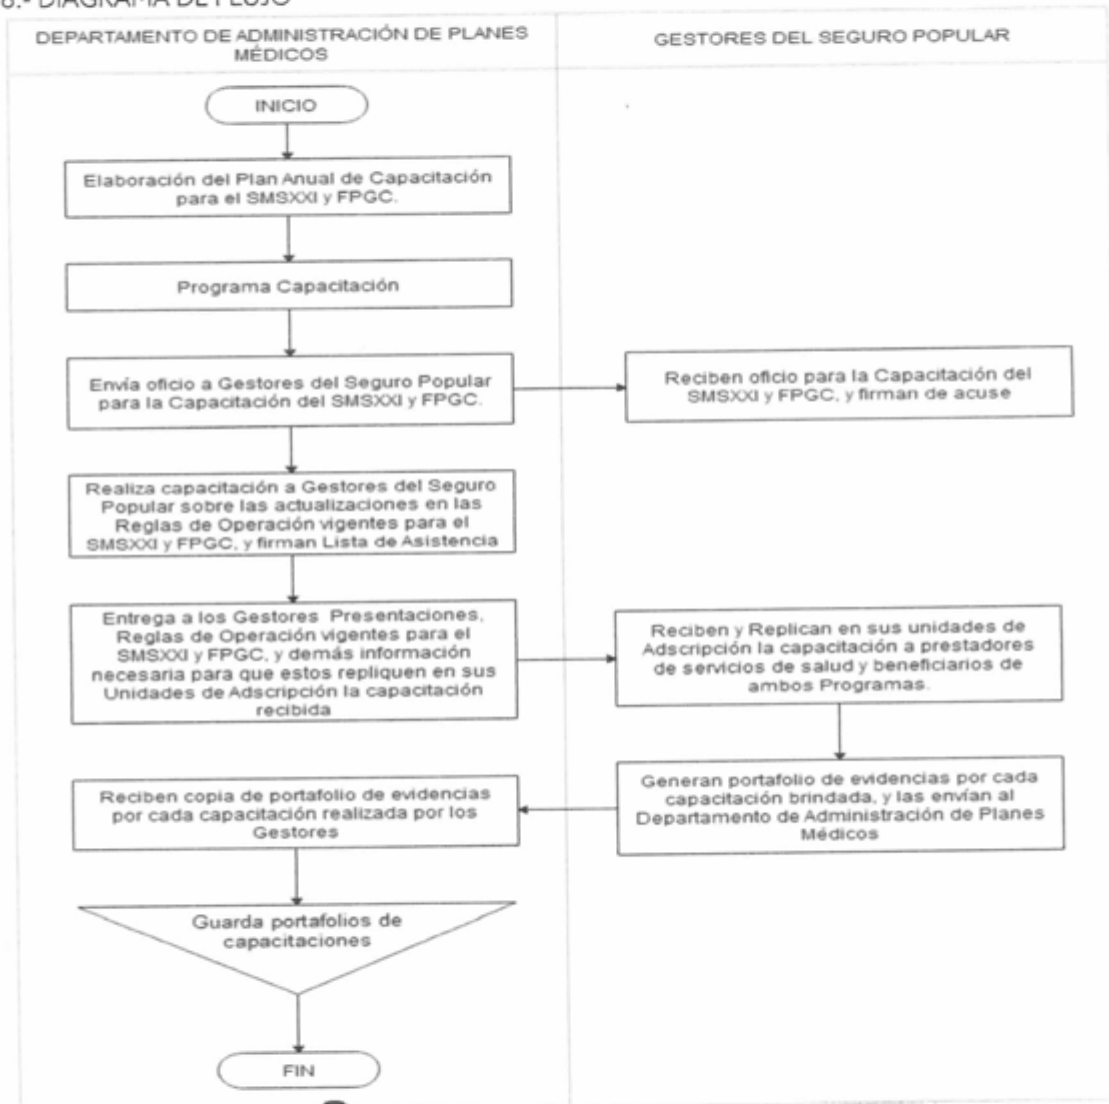 6.- DIAGRAMA DE FLUJO
DEPARTAMENTO DE ADMINISTRACIÓN DE PLANES
MÉDICOS
GESTORES DEL SEGURO POPULAR
INICIO
Elaboración del Plan Anual de Capacitación
para el SMSXXI y FPGC.
Programa Capacitación
Envía oficio a Gestores del Seguro Popular
para la Capacitación del SMSXXI y FPGC.
Reciben oficio para la Capacitación del
SMSXXI y FPGC, y firman de acuse
Realiza capacitación a Gestores del Seguro
Popular sobre las actualizaciones en las
Reglas de Operación vigentes para el
SMSXXI y FPGC, y firman Lista de Asistencia
Entrega a los Gestores Presentaciones,
Reglas de Operación vigentes para el
SMSXXI y FPGC, y demás información
necesaria para que estos repliquen en sus
Unidades de Adscripción la capacitación
recibida
Reciben y Replican en sus unidades de
Adscripción la capacitación a prestadores
de servicios de salud y beneficiarios de
ambos Programas.
Generan portafolio de evidencias por cada
capacitación brindada, y las envían al
Departamento de Administración de Planes
Médicos
Reciben copia de portafolio de evidencias
por cada capacitación realizada por los
Gestores
Guarda portafolios de
capacitaciones
FIN